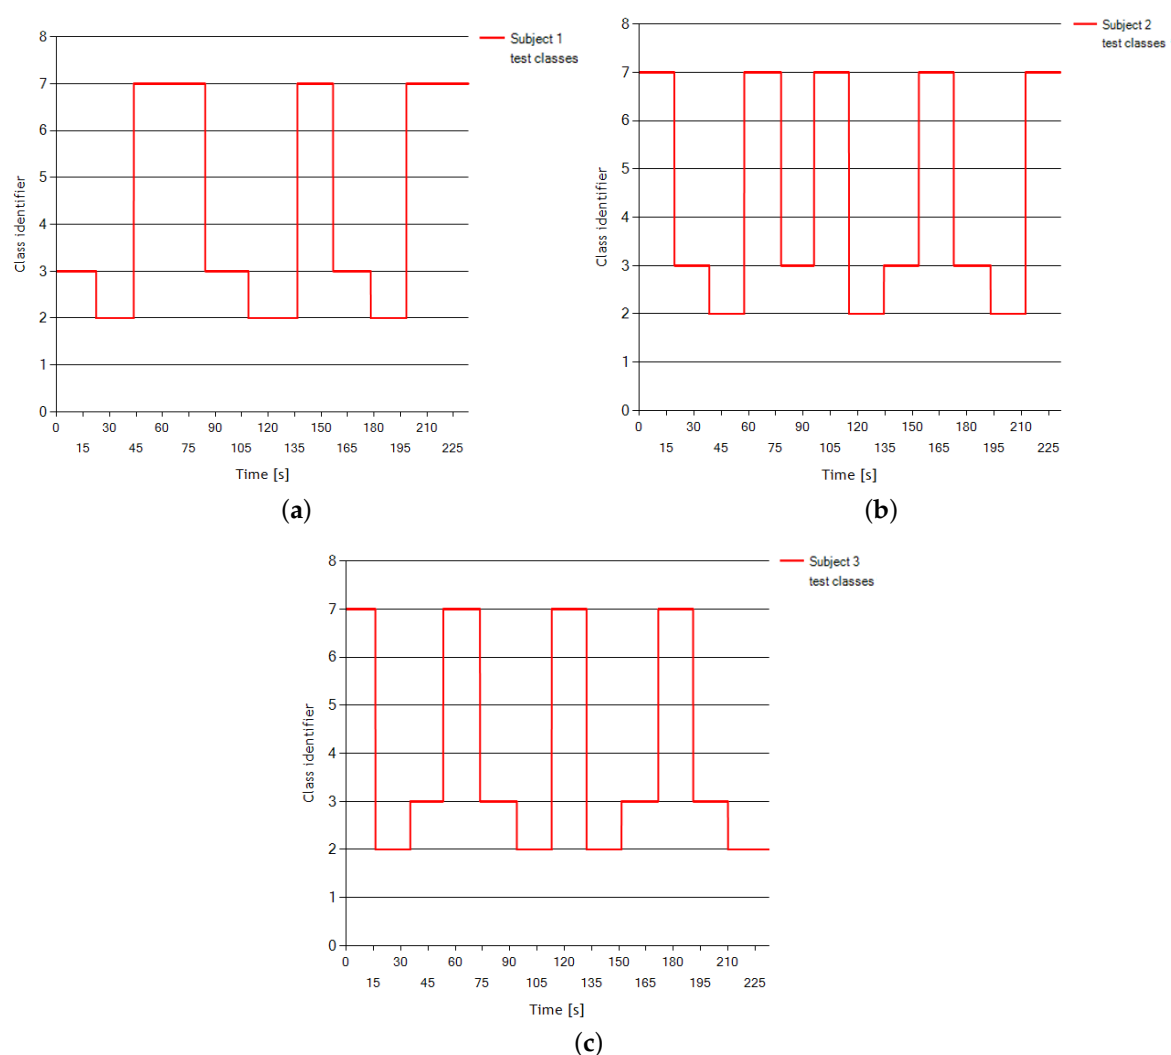 8
7
6
5
4
3
2
1
0
Class identifier
0 30 60 90 120 150 180 210
15 45 75 105 135 165 195 225
Time [s]
Subject 1
test classes
(a)
8
7
6
5
4
3
2
1
0
Class identifier
0 30 60 90 120 150 180 210
15 45 75 105 135 165 195 225
Time [s]
Subject 2
test classes
(b)
8
7
6
5
4
3
2
1
0
Class identifier
0 30 60 90 120 150 180 210
15 45 75 105 135 165 195 225
Time [s]
Subject 3
test classes
(c)